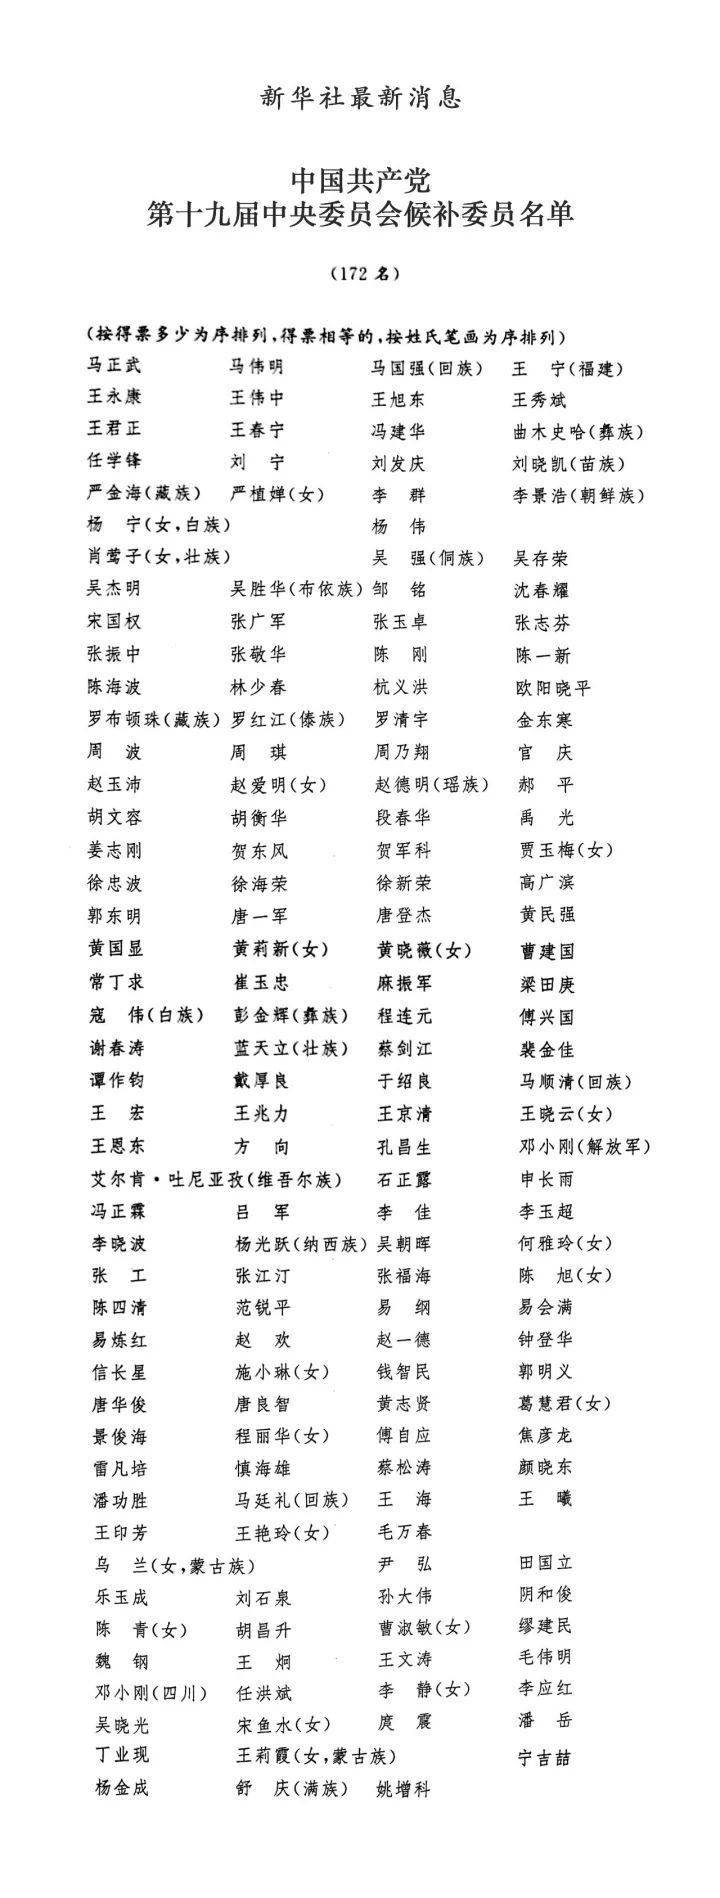 新华社最新消息
中国共产党
第十九届中央委员会候补委员名单
（172名）
（按得票多少为序排列，得票相等的，按姓氏笔画为序排列）
马正武 马伟明 马国强（回族） 王 宁（福建）
王永康 王伟中 王旭东 王秀斌
王君正 王春宁 冯建华 曲木史哈（彝族）
任学锋 刘 宁 刘发庆 刘晓凯（苗族）
严金海（藏族） 严植婵（女） 李 群 李景浩（朝鲜族）
杨 宁（女，白族） 杨 伟
肖莺子（女，壮族） 吴 强（侗族） 吴存荣
吴杰明 吴胜华（布依族） 邹 铭 沈春耀
宋国权 张广军 张玉卓 张志芬
张振中 张敬华 陈 刚 陈一新
陈海波 林少春 杭义洪 欧阳晓平
罗布顿珠（藏族） 罗红江（傣族） 罗清宇 金东寒
周 波 周 琪 周乃翔 官 庆
赵玉沛 赵爱明（女） 赵德明（瑶族） 郝 平
胡文容 胡衡华 段春华 禹 光
姜志刚 贺东风 贺军科 贾玉梅（女）
徐忠波 徐海荣 徐新荣 高广滨
郭东明 唐一军 唐登杰 黄民强
黄国显 黄莉新（女） 黄晓薇（女） 曹建国
常丁求 崔玉忠 麻振军 梁田庚
寇 伟（白族） 彭金辉（彝族） 程连元 傅兴国
谢春涛 蓝天立（壮族） 蔡剑江 裴金佳
谭作钧 戴厚良 于绍良 马顺清（回族）
王 宏 王兆力 王京清 王晓云（女）
王恩东 方 向 孔昌生 邓小刚（解放军）
艾尔肯·吐尼亚孜（维吾尔族） 石正露 申长雨
冯正霖 吕 军 李 佳 李玉超
李晓波 杨光跃（纳西族） 吴朝晖 何雅玲（女）
张 工 张江汀 张福海 陈 旭（女）
陈四清 范锐平 易 纲 易会满
易炼红 赵 欢 赵一德 钟登华
信长星 施小琳（女） 钱智民 郭明义
唐华俊 唐良智 黄志贤 葛慧君（女）
景俊海 程丽华（女） 傅自应 焦彦龙
雷凡培 慎海雄 蔡松涛 颜晓东
潘功胜 马廷礼（回族） 王 海 王 曦
王印芳 王艳玲（女） 毛万春
乌 兰（女，蒙古族） 尹 弘 田国立
乐玉成 刘石泉 孙大伟 阴和俊
陈 青（女） 胡昌升 曹淑敏（女） 缪建民
魏 钢 王 炯 王文涛 毛伟明
邓小刚（四川） 任洪斌 李 静（女） 李应红
吴晓光 宋鱼水（女） 庹 震 潘 岳
丁业现 王莉霞（女，蒙古族） 宁吉喆
杨金成 舒 庆（满族） 姚增科